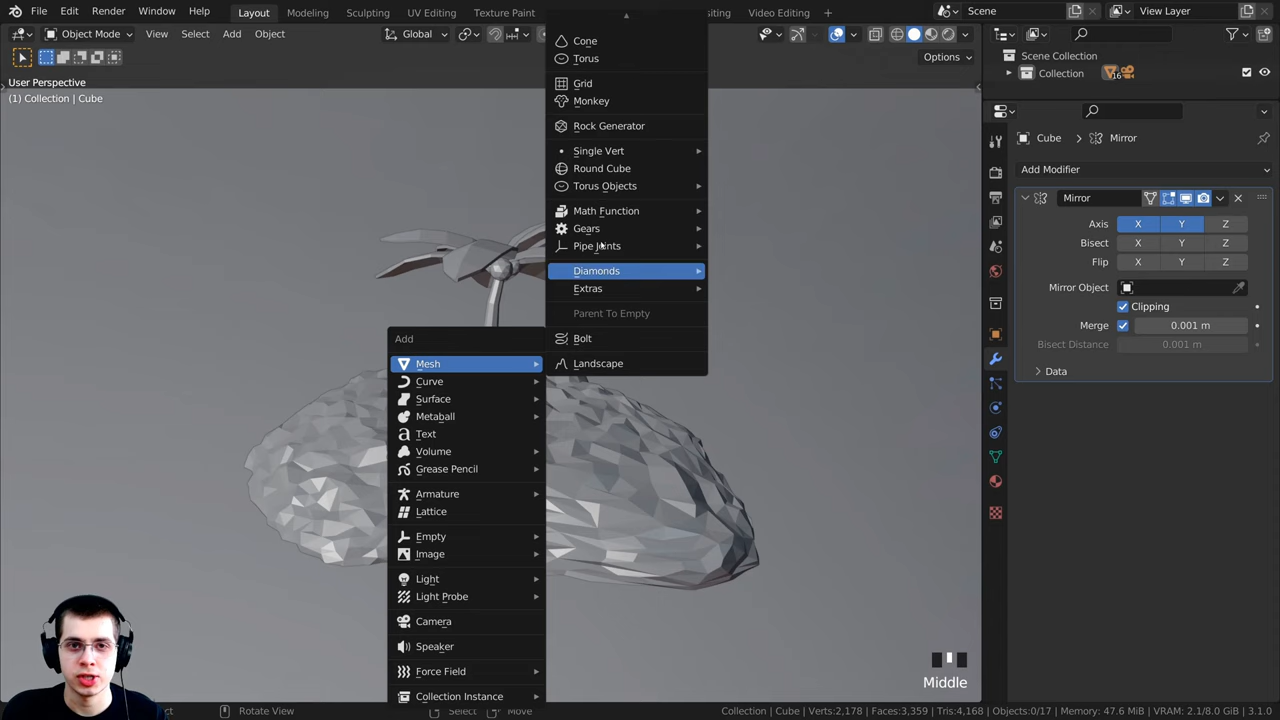 File Edit Render Window Help Layout Modeling Sculpting UV Editing Texture Paint siting Video Editing Scene View Layer
Object Mode View Select Add Object Global Options
User Perspective
(1) Collection | Cube
Cone
Torus
Grid
Monkey
Rock Generator
Single Vert
Round Cube
Torus Objects
Math Function
Gears
Pipe Joints
Diamonds
Extras
Parent To Empty
Bolt
Landscape
Add
Mesh
Curve
Surface
Metaball
Text
Volume
Grease Pencil
Armature
Lattice
Empty
Image
Light
Light Probe
Camera
Speaker
Force Field
Collection Instance
Scene Collection
Collection 16
Cube Mirror
Add Modifier
Mirror
Axis X Y Z
Bisect X Y Z
Flip X Y Z
Mirror Object
Clipping
Merge 0.001 m
Bisect Distance 0.001 m
Data
Middle
ct Rotate View Select Move Collection | Cube | Verts:2,178 | Faces:3,359 | Tris:4,168 | Objects:0/17 | Memory: 47.6 MiB | VRAM: 2.1/8.0 GiB | 3.1.0